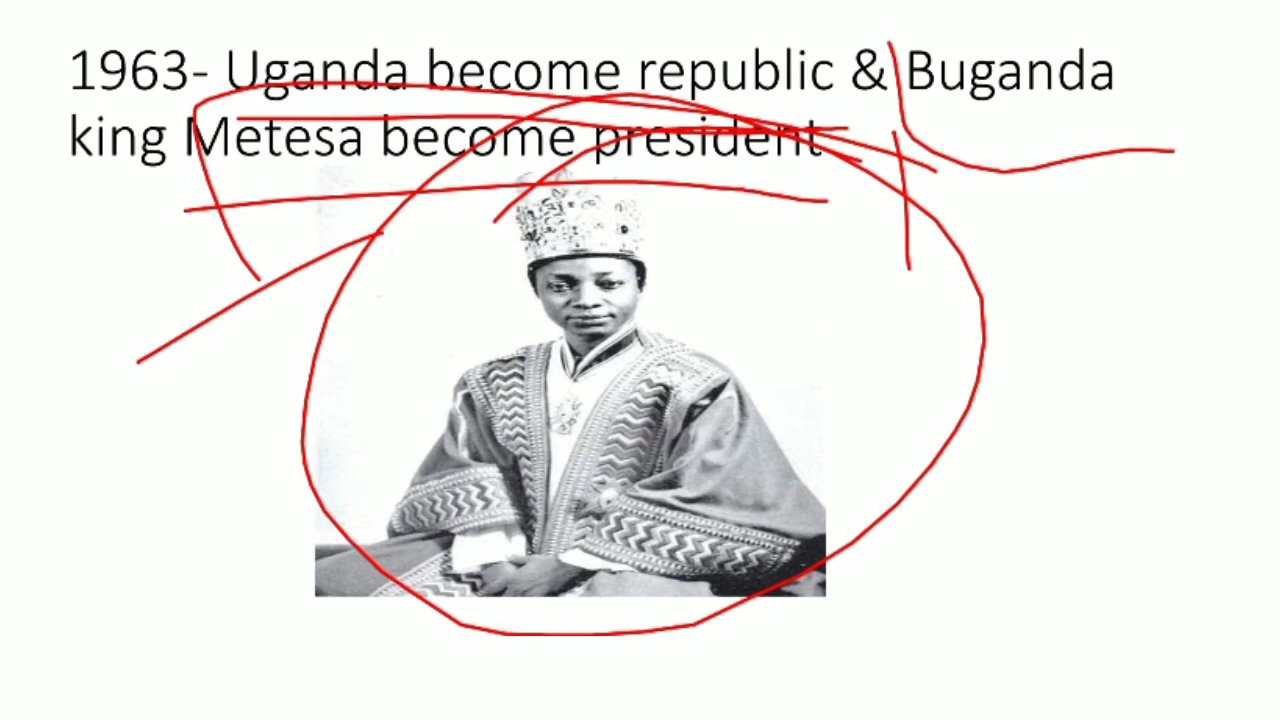 1963- Uganda become republic & Buganda
king Metesa become president